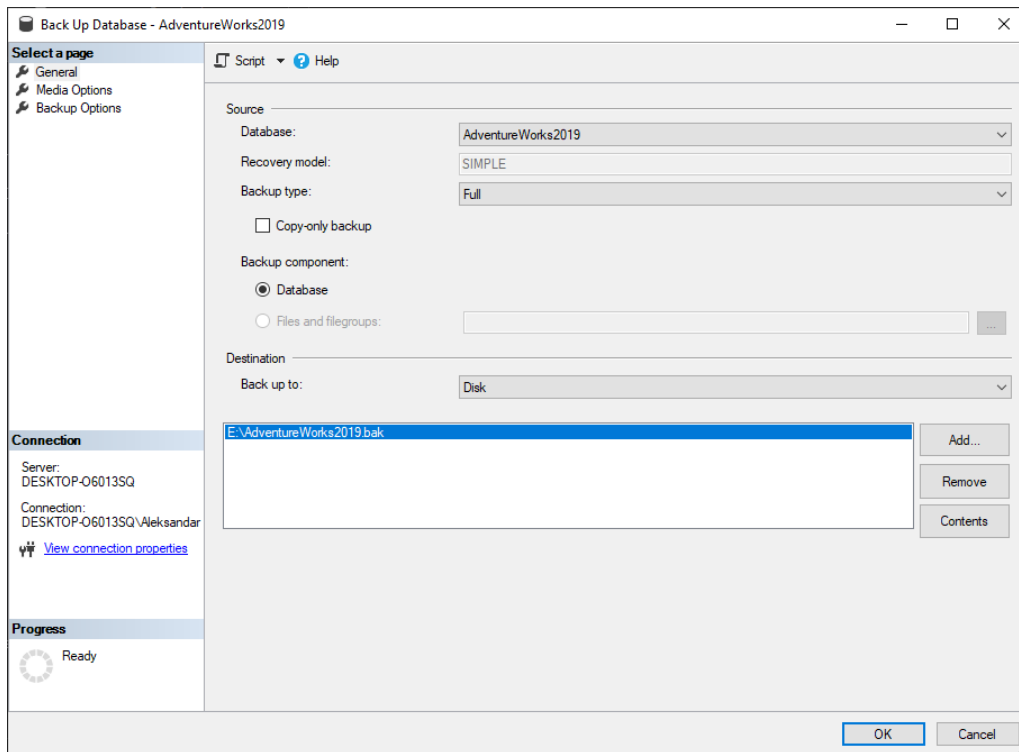 Back Up Database - AdventureWorks2019
Select a page
General
Media Options
Backup Options
Script
Help
Source
Database:
AdventureWorks2019
Recovery model:
SIMPLE
Backup type:
Full
Copy-only backup
Backup component:
Database
Files and filegroups:
...
Destination
Back up to:
Disk
E:\AdventureWorks2019.bak
Add...
Remove
Contents
Connection
Server:
DESKTOP-O6013SQ
Connection:
DESKTOP-O6013SQ\Aleksandar
View connection properties
Progress
Ready
OK
Cancel